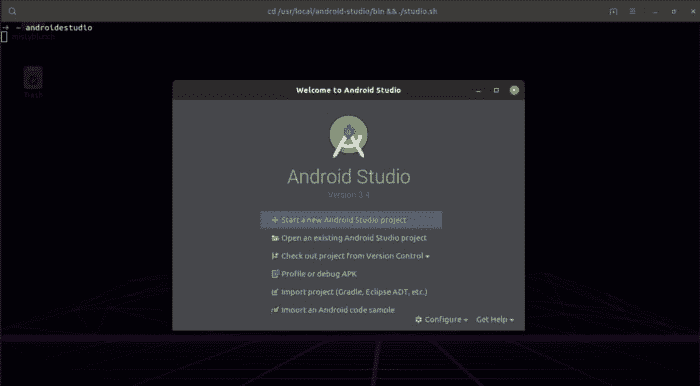 cd /usr/local/android-studio/bin && ./studio.sh
→ ~ androidestudio
Welcome to Android Studio
Android Studio
Version 3.4
+ Start a new Android Studio project
Open an existing Android Studio project
Check out project from Version Control
Profile or debug APK
Import project (Gradle, Eclipse ADT, etc.)
Import an Android code sample
Configure
Get Help